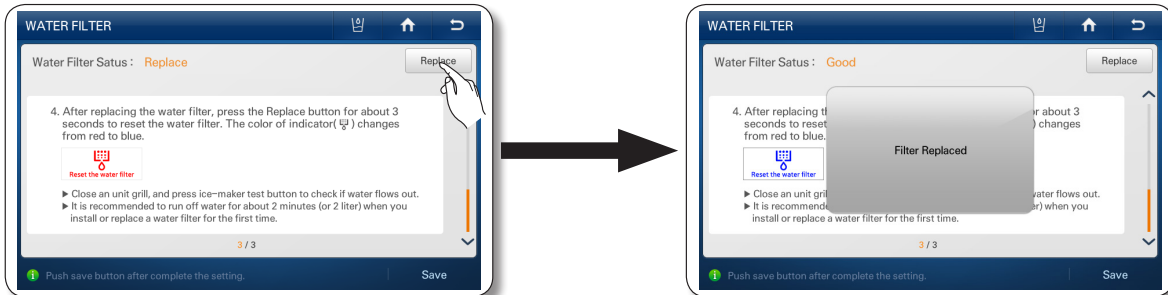 WATER FILTER
Water Filter Satus : Replace
Replace
4. After replacing the water filter, press the Replace button for about 3
seconds to reset the water filter. The color of indicator( ) changes
from red to blue.
Reset the water filter
▶ Close an unit grill, and press ice-maker test button to check if water flows out.
▶ It is recommended to run off water for about 2 minutes (or 2 liter) when you
install or replace a water filter for the first time.
3 / 3
Push save button after complete the setting.
Save
WATER FILTER
Water Filter Satus : Good
Replace
4. After replacing th
r about 3
seconds to reset
) changes
from red to blue.
Filter Replaced
Reset the water filter
▶ Close an unit gril
water flows out.
▶ It is recommende
er) when you
install or replace a water filter for the first time.
3 / 3
Push save button after complete the setting.
Save